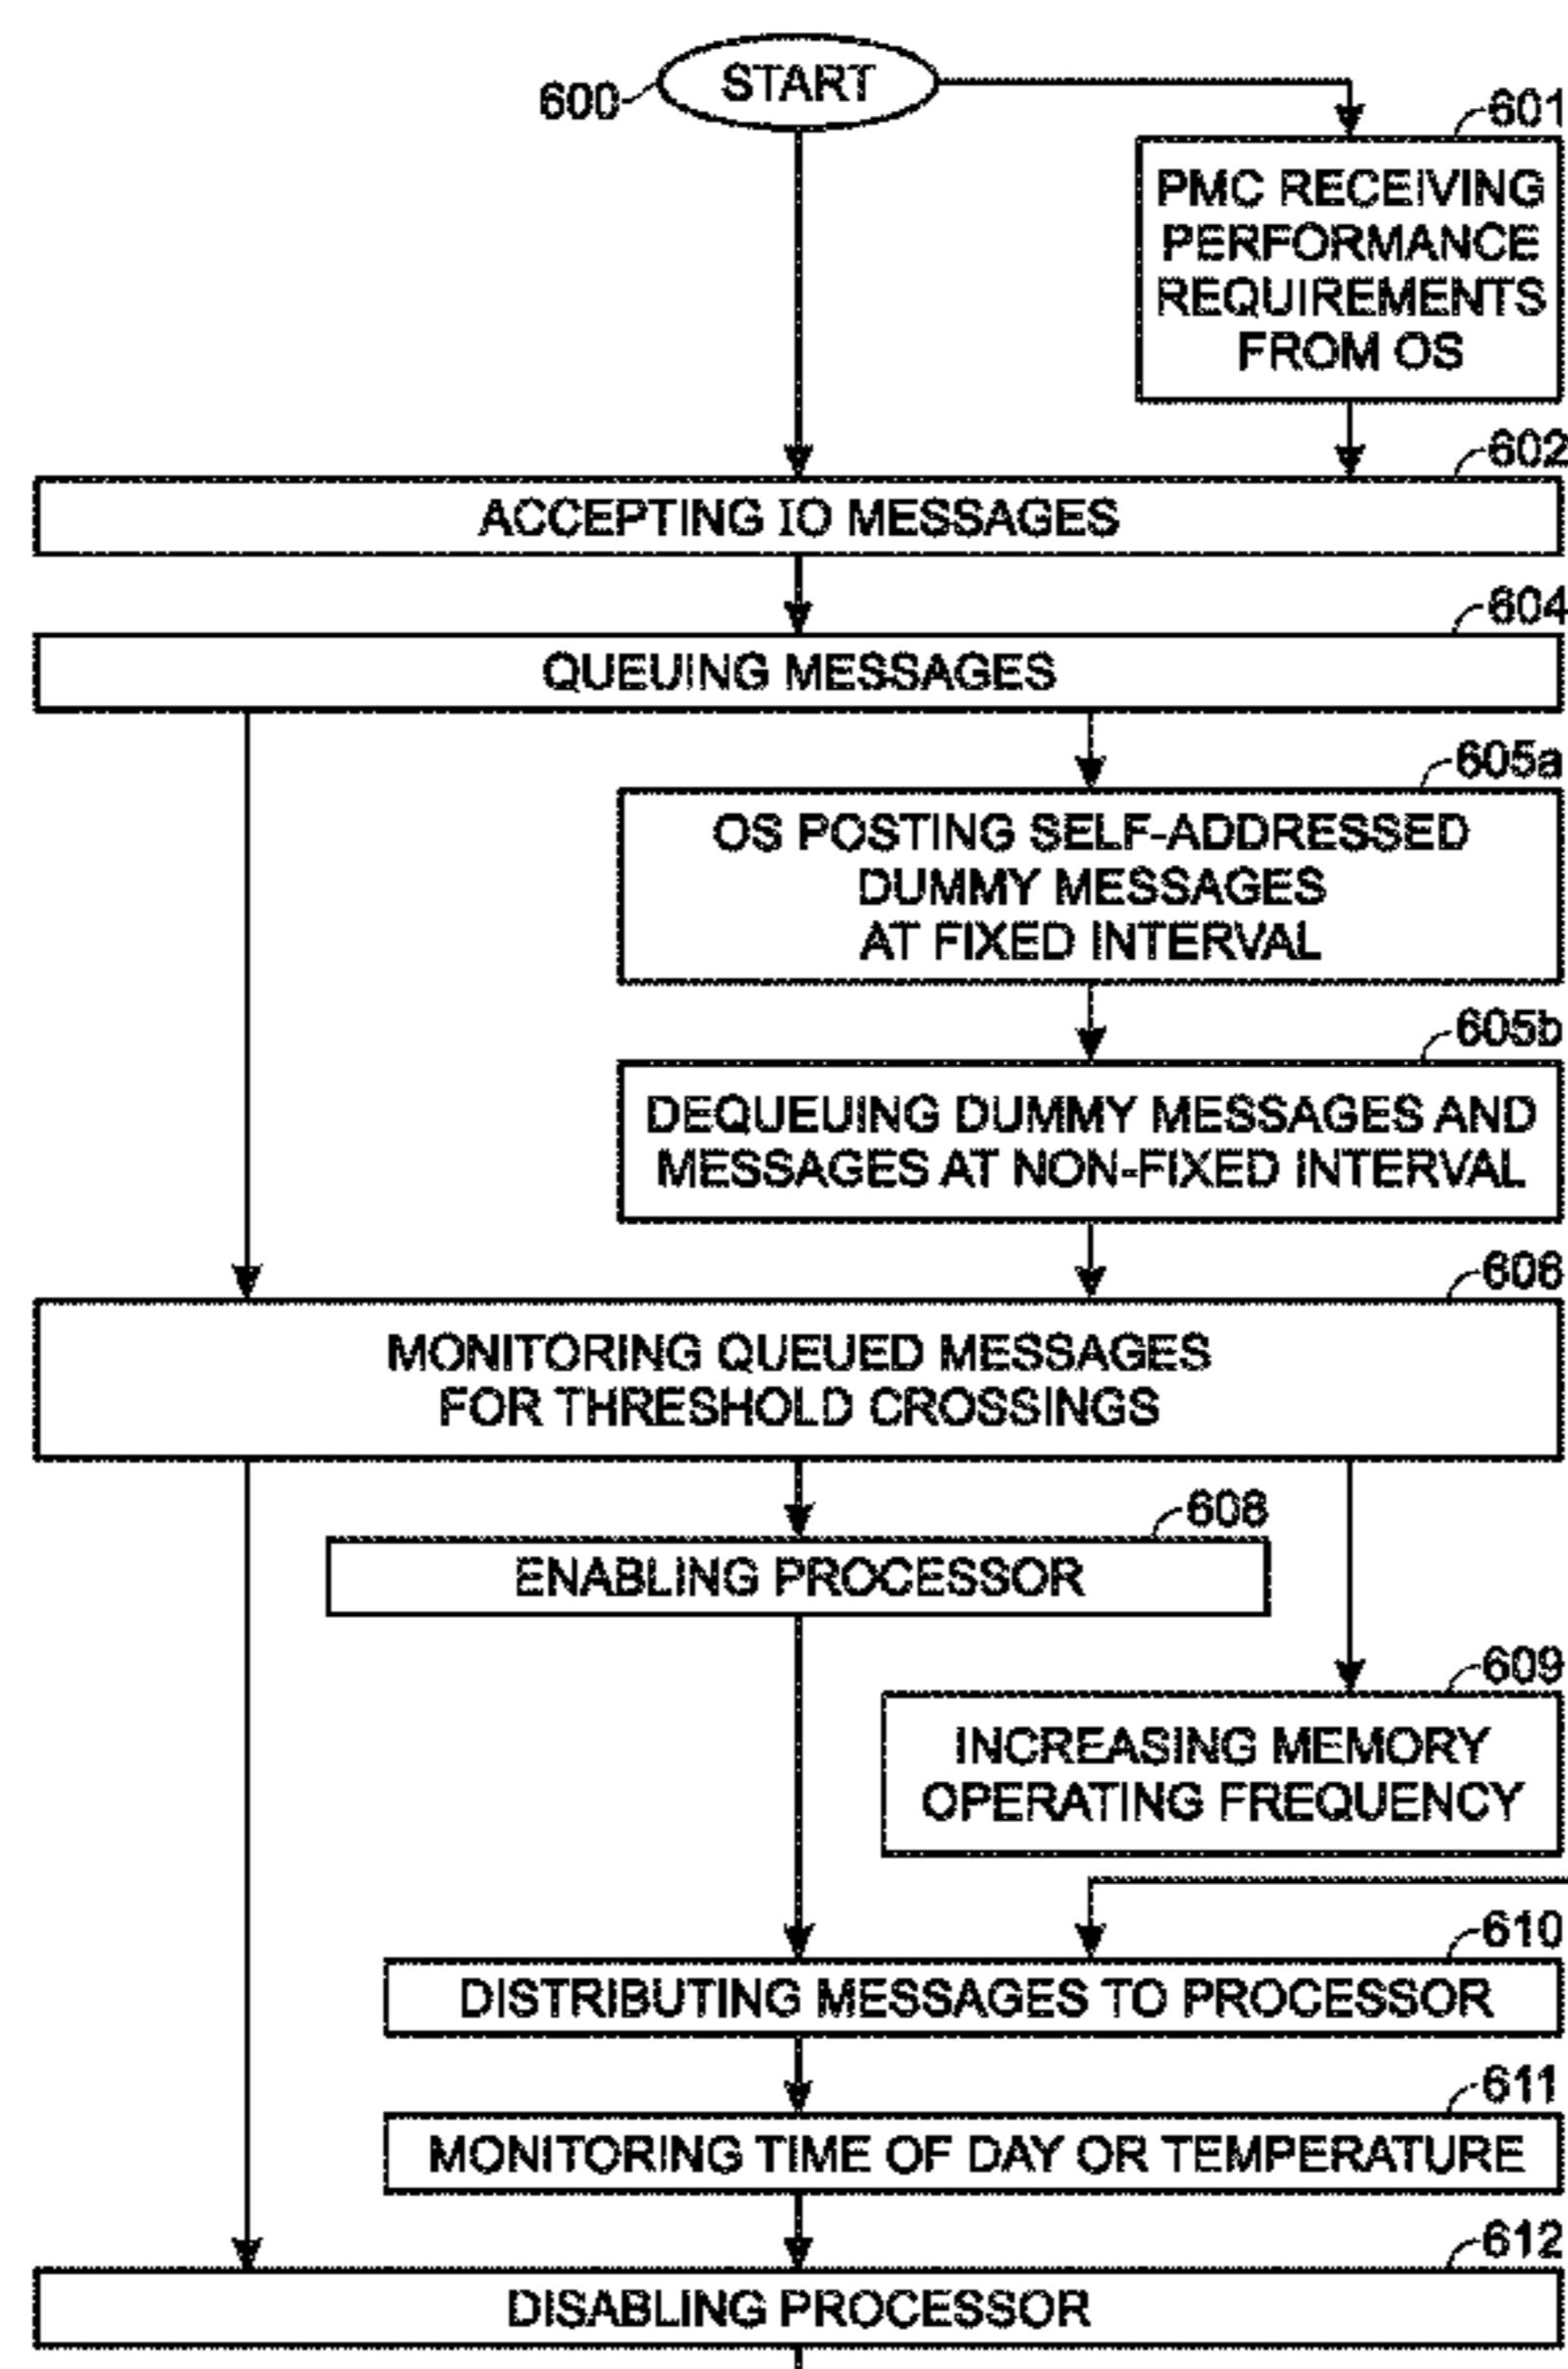 START
600
601
PMC RECEIVING
PERFORMANCE
REQUIREMENTS
FROM OS
602
ACCEPTING IO MESSAGES
604
QUEUING MESSAGES
605a
OS POSTING SELF-ADDRESSED
DUMMY MESSAGES
AT FIXED INTERVAL
605b
DEQUEUING DUMMY MESSAGES AND
MESSAGES AT NON-FIXED INTERVAL
606
MONITORING QUEUED MESSAGES
FOR THRESHOLD CROSSINGS
608
ENABLING PROCESSOR
609
INCREASING MEMORY
OPERATING FREQUENCY
610
DISTRIBUTING MESSAGES TO PROCESSOR
611
MONITORING TIME OF DAY OR TEMPERATURE
612
DISABLING PROCESSOR